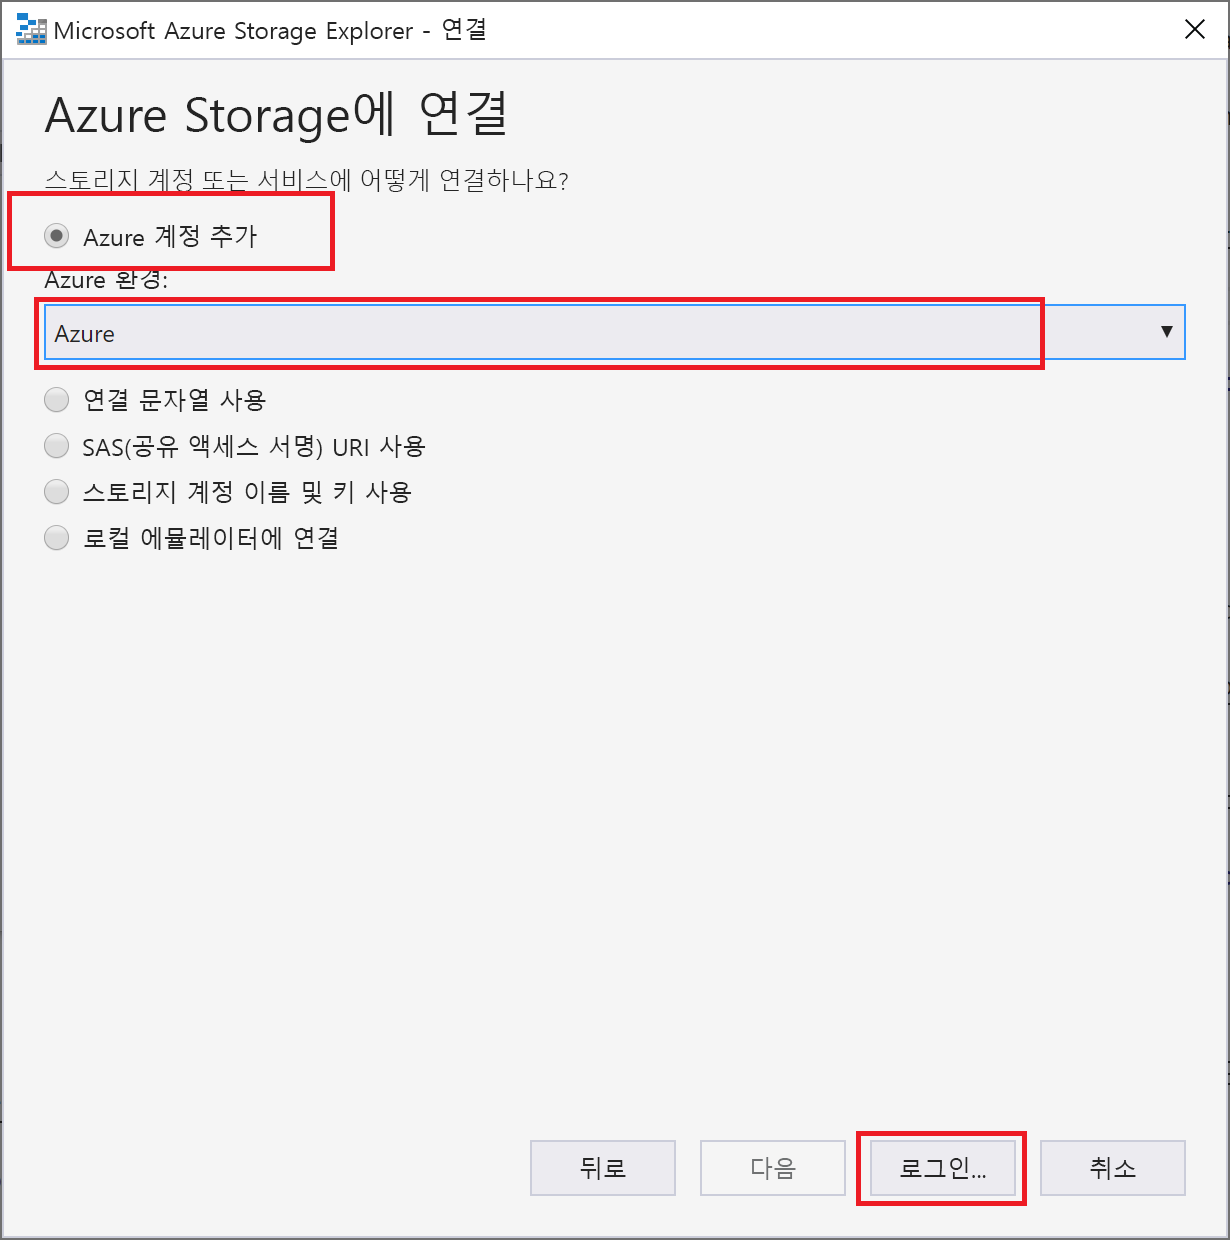 Microsoft Azure Storage Explorer - 연결
Azure Storage에 연결
스토리지 계정 또는 서비스에 어떻게 연결하나요?
Azure 계정 추가
Azure 환경:
Azure
연결 문자열 사용
SAS(공유 액세스 서명) URI 사용
스토리지 계정 이름 및 키 사용
로컬 에뮬레이터에 연결
뒤로
다음
로그인...
취소